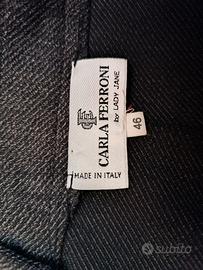 CARLA FERRONI
by LADY JANE
MADE IN ITALY
46
subito